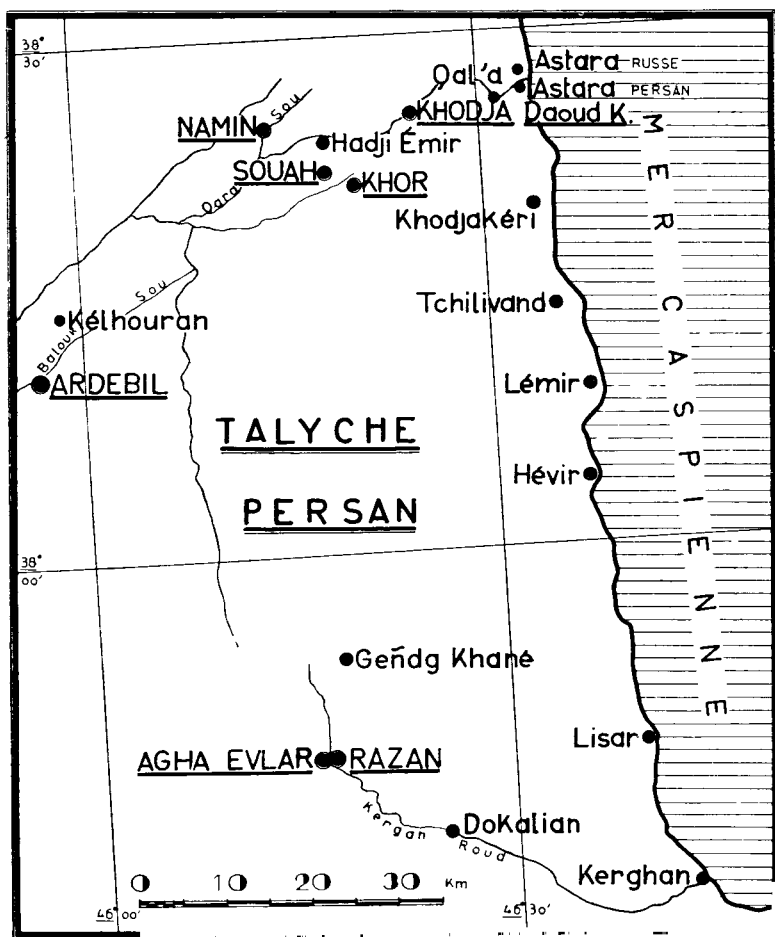 38°
30'
Astara RUSSE
Qal'a
Astara PERSAN
KHODJA Daoud K.
NAMIN
Sou
Hadji Émir
SOUAH
KHOR
Qara
Khodjakéri
MER CASPIENNE
Sou
Tchilivand
Kélhouran
Balouk
ARDEBIL
Lémir
TALYCHE
PERSAN
Hévir
38°
00'
Geñdg Khané
Lisar
AGHA EVLAR
RAZAN
Kergan Roud
DoKalian
Kerghan
0 10 20 30 Km
46° 00'
46° 30'